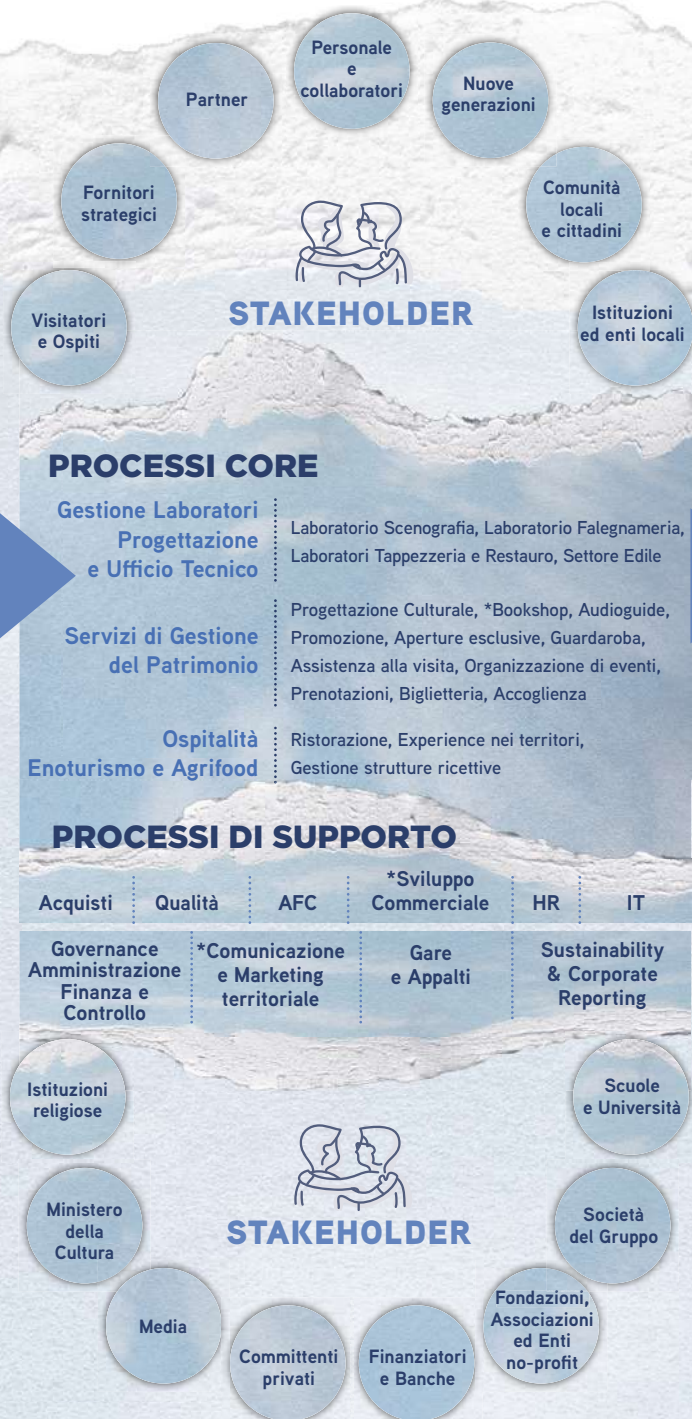 Personale
e
collaboratori
Partner
Nuove
generazioni
Fornitori
strategici
Comunità
locali
e cittadini
Visitatori
e Ospiti
STAKEHOLDER
Istituzioni
ed enti locali
PROCESSI CORE
Gestione Laboratori
Progettazione
e Ufficio Tecnico
Laboratorio Scenografia, Laboratorio Falegnameria,
Laboratori Tappezzeria e Restauro, Settore Edile
Servizi di Gestione
del Patrimonio
Progettazione Culturale, *Bookshop, Audioguide,
Promozione, Aperture esclusive, Guardaroba,
Assistenza alla visita, Organizzazione di eventi,
Prenotazioni, Biglietteria, Accoglienza
Ospitalità
Enoturismo e Agrifood
Ristorazione, Experience nei territori,
Gestione strutture ricettive
PROCESSI DI SUPPORTO
Acquisti
Qualità
AFC
*Sviluppo
Commerciale
HR
IT
Governance
Amministrazione
Finanza e
Controllo
*Comunicazione
e Marketing
territoriale
Gare
e Appalti
Sustainability
& Corporate
Reporting
Istituzioni
religiose
Scuole
e Università
Ministero
della
Cultura
STAKEHOLDER
Società
del Gruppo
Media
Committenti
privati
Finanziatori
e Banche
Fondazioni,
Associazioni
ed Enti
no-profit